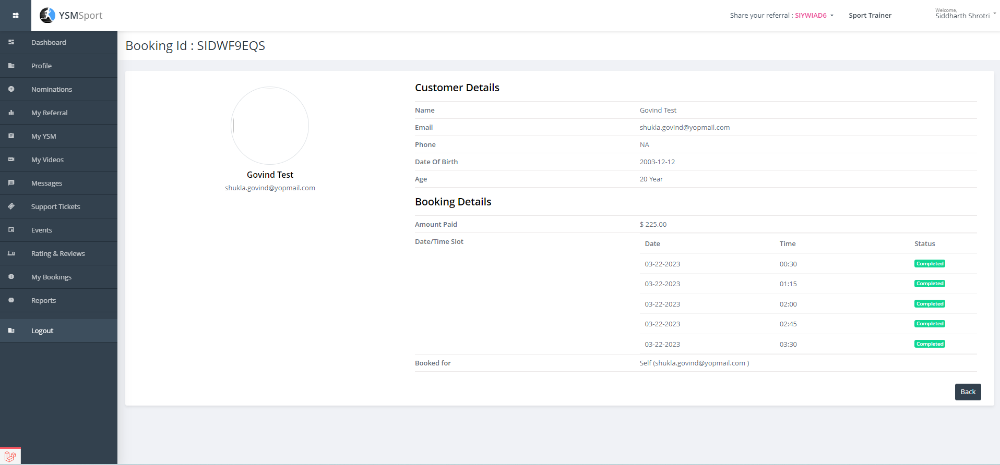 YSMSport
Share your referral : SIYWIAD6
Sport Trainer
Welcome,
Siddharth Shrotri
Dashboard
Profile
Nominations
My Referral
My YSM
My Videos
Messages
Support Tickets
Events
Rating & Reviews
My Bookings
Reports
Logout
Booking Id : SIDWF9EQS
Govind Test
shukla.govind@yopmail.com
Customer Details
Name Govind Test
Email shukla.govind@yopmail.com
Phone NA
Date Of Birth 2003-12-12
Age 20 Year
Booking Details
Amount Paid $ 225.00
Date/Time Slot
Date Time Status
03-22-2023 00:30 Completed
03-22-2023 01:15 Completed
03-22-2023 02:00 Completed
03-22-2023 02:45 Completed
03-22-2023 03:30 Completed
Booked for Self (shukla.govind@yopmail.com )
Back